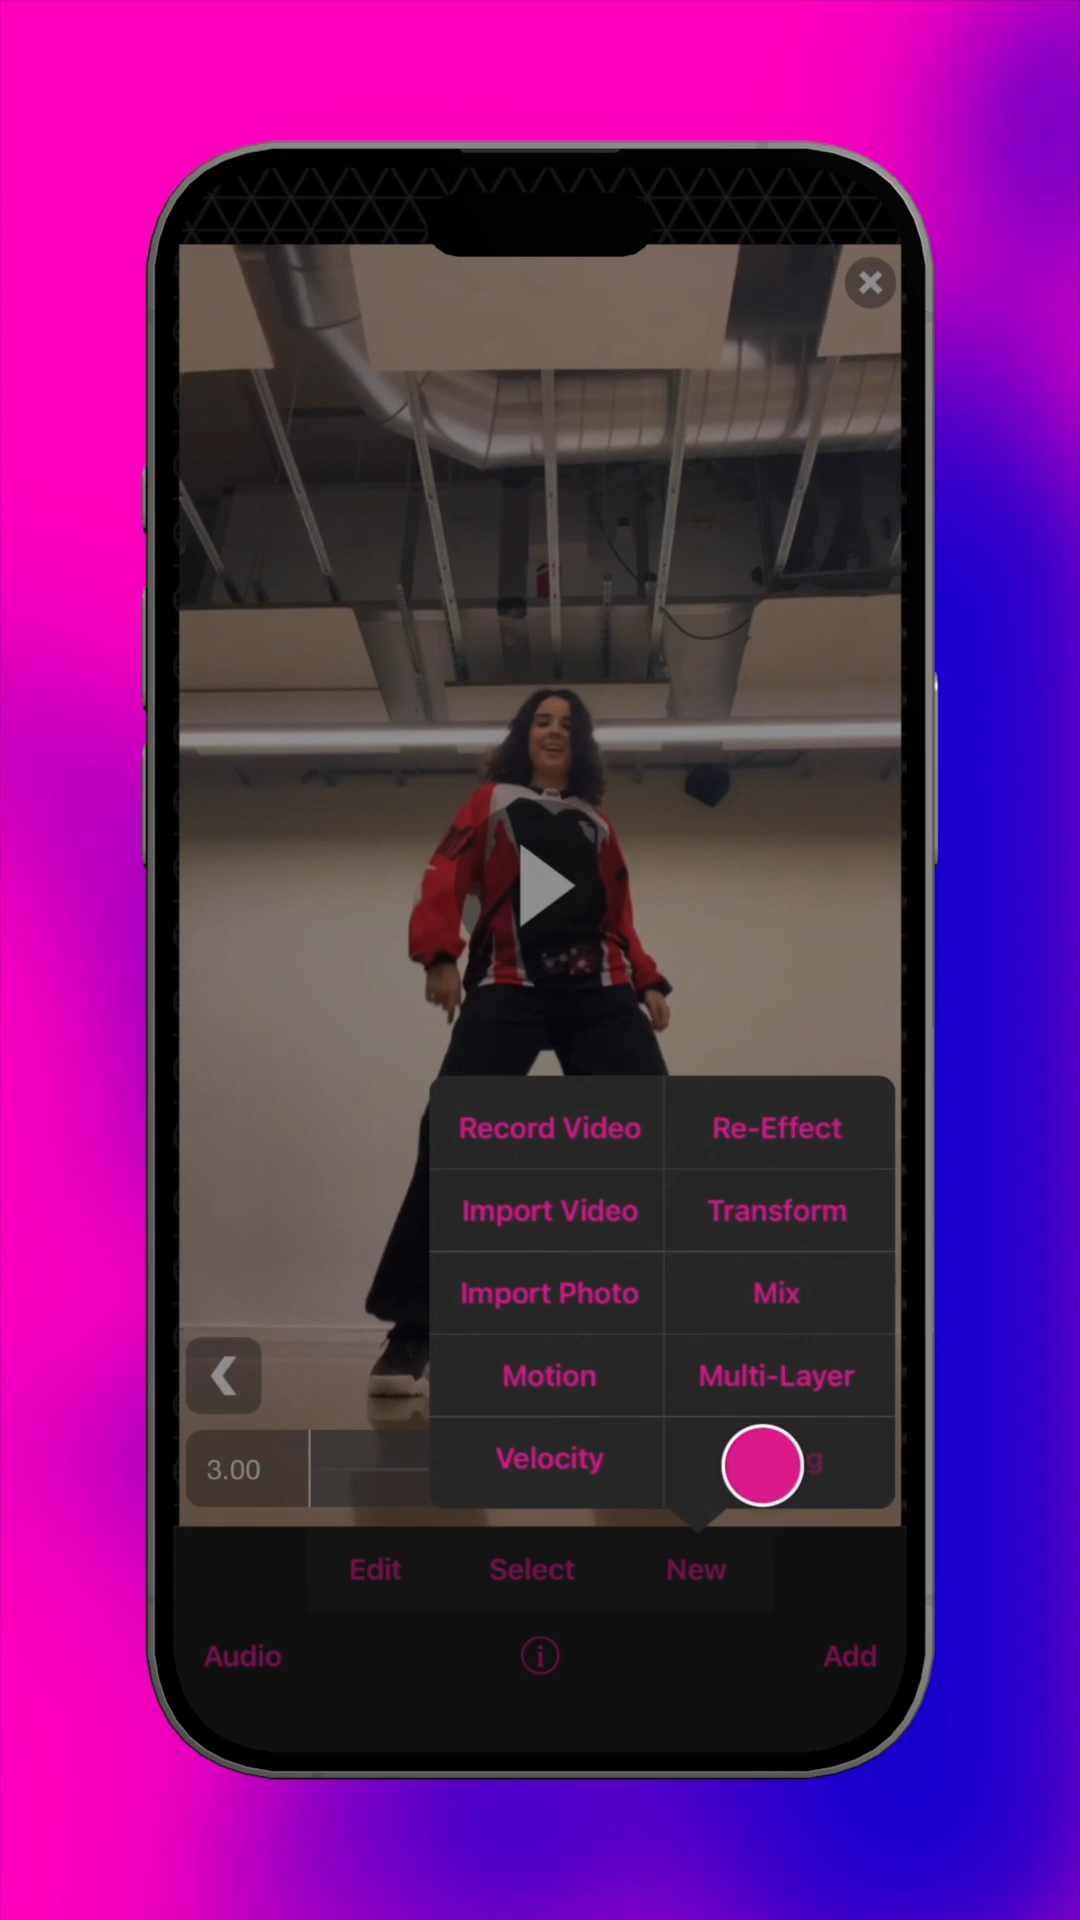 Record Video
Re-Effect
Import Video
Transform
Import Photo
Mix
Motion
Multi-Layer
Velocity
3.00
Edit
Select
New
Audio
Add